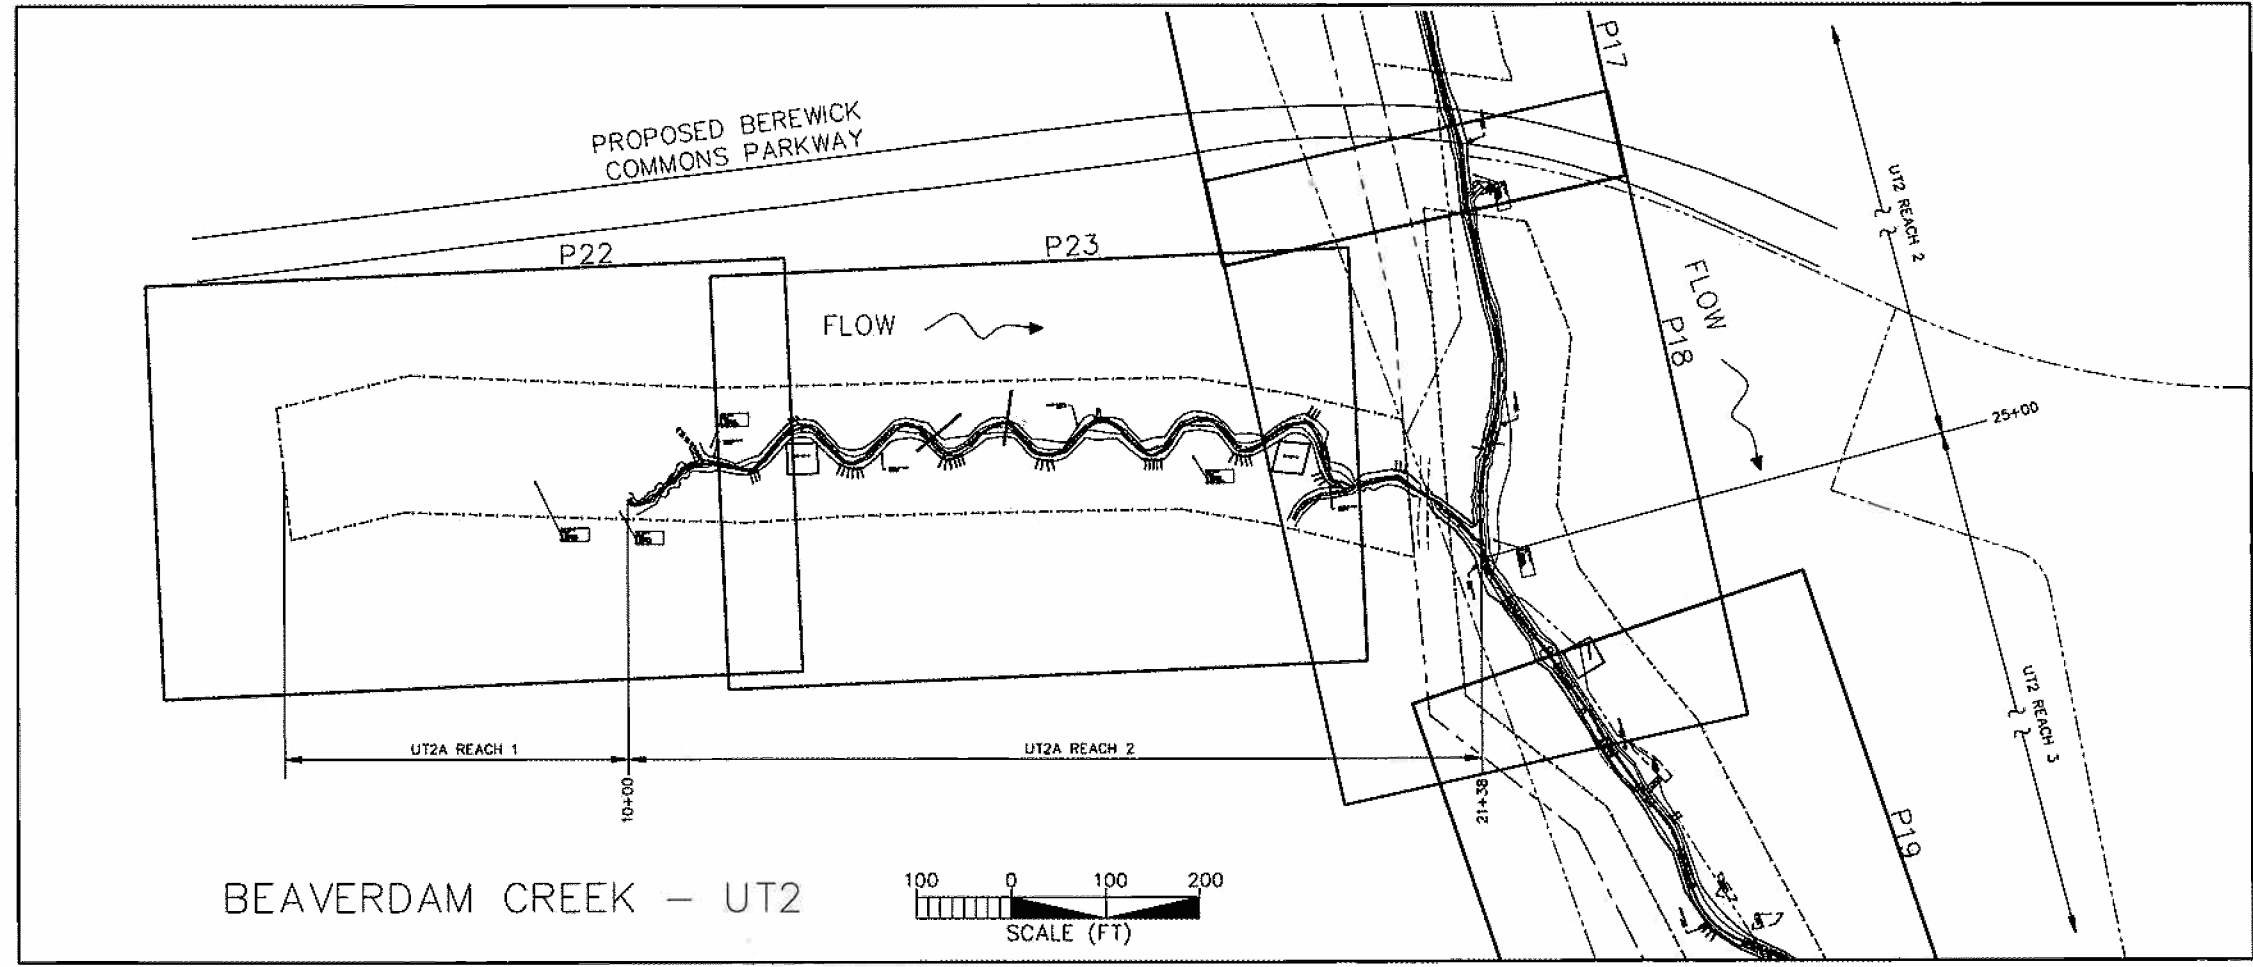 PROPOSED BEREWICK
COMMONS PARKWAY
P17
P22
P23
FLOW
FLOW
P18
UT2 REACH 2
25+00
UT2 REACH 3
UT2A REACH 1
UT2A REACH 2
10+00
21+38
P19
BEAVERDAM CREEK - UT2
100 0 100 200
SCALE (FT)